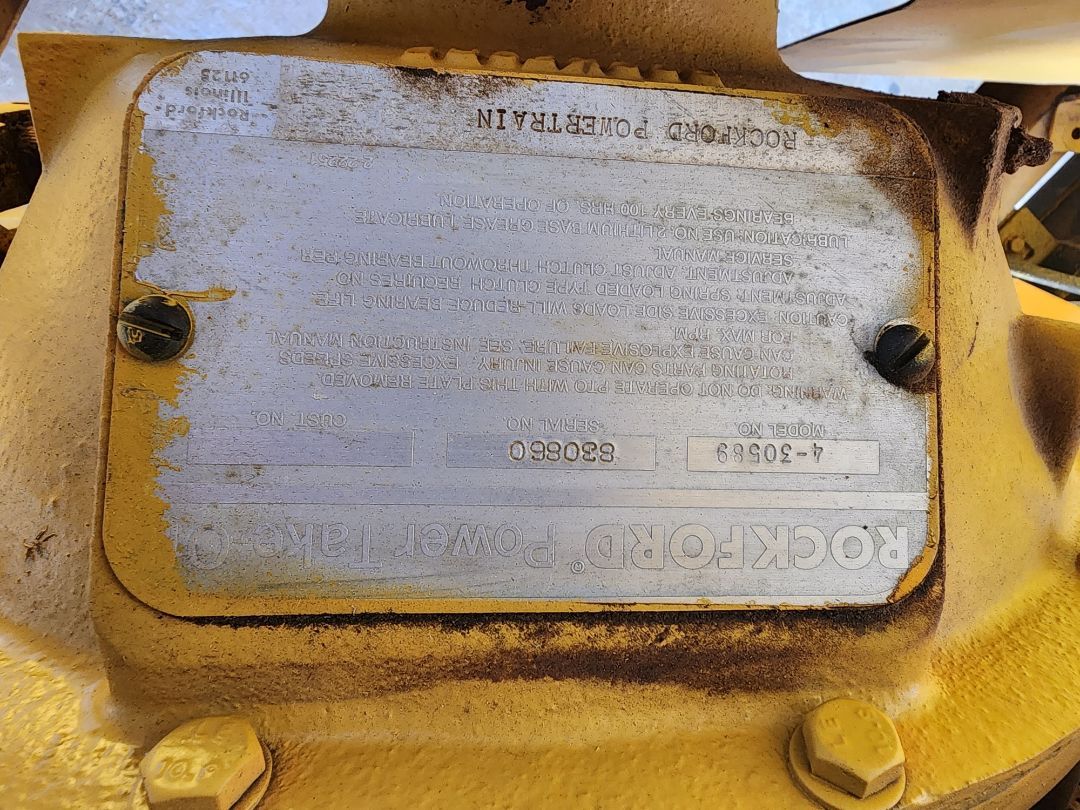 ROCKFORD® Power Take-O
4-30589 830860
MODEL NO. SERIAL NO. CUST. NO.
WARNING: DO NOT OPERATE PTO WITH THIS PLATE REMOVED.
ROTATING PARTS CAN CAUSE INJURY. EXCESSIVE SPEEDS
CAN CAUSE EXPLOSIVE FAILURE. SEE INSTRUCTION MANUAL
FOR MAX. RPM
CAUTION: EXCESSIVE SIDE LOADS WILL REDUCE BEARING LIFE.
ADJUSTMENT: SPRING LOADED TYPE CLUTCH REQUIRES NO
ADJUSTMENT. ADJUST CLUTCH THROWOUT BEARING PER
SERVICE MANUAL.
LUBRICATION: USE NO. 2 LITHIUM BASE GREASE. LUBRICATE
BEARINGS EVERY 100 HRS. OF OPERATION
2-22251
ROCKFORD POWERTRAIN
Rockford,
Illinois
61125